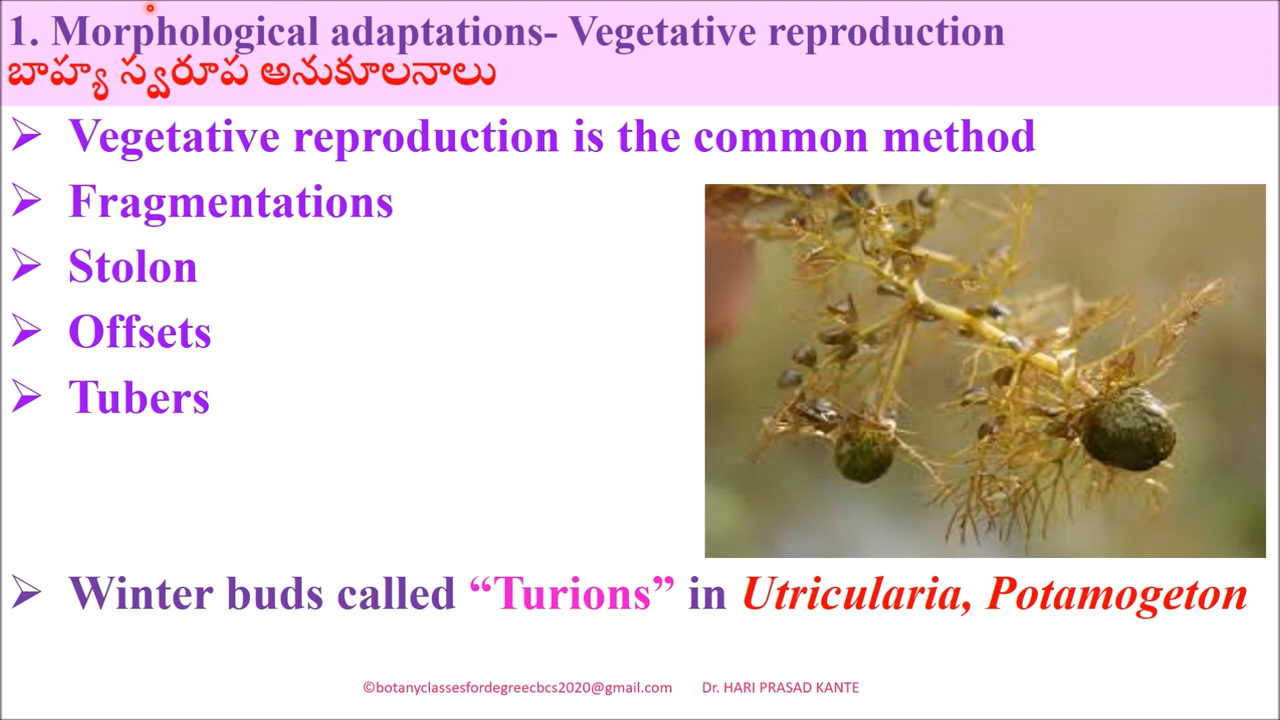 1. Morphological adaptations- Vegetative reproduction
బాహ్య స్వరూప అనుకూలనాలు
➢ Vegetative reproduction is the common method
➢ Fragmentations
➢ Stolon
➢ Offsets
➢ Tubers
➢ Winter buds called “Turions” in Utricularia, Potamogeton
©botanyclassesfordegreecbcs2020@gmail.com Dr. HARI PRASAD KANTE